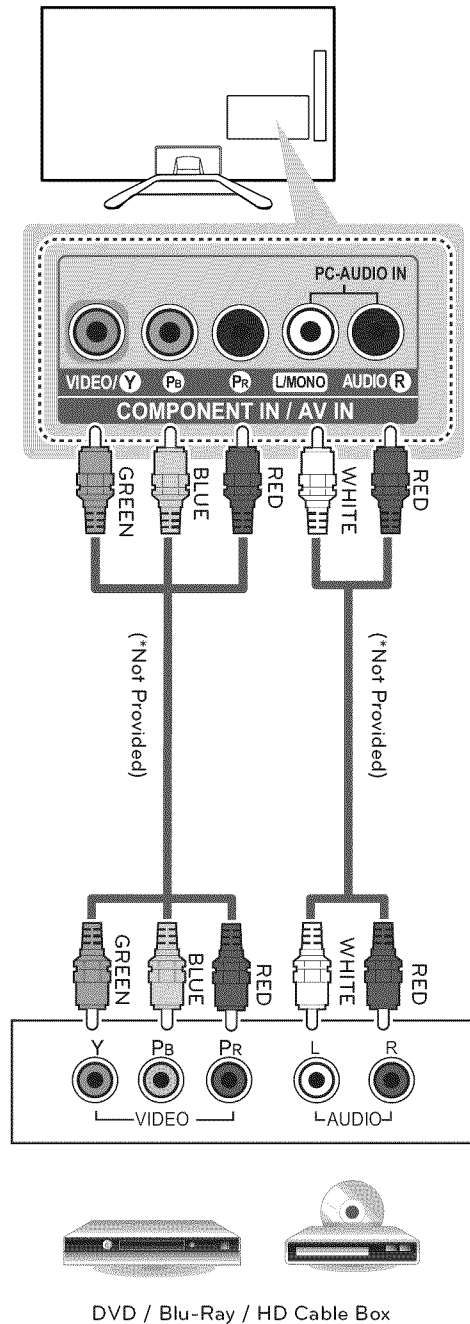 PC-AUDIO IN
VIDEO/ Y PB PR L/MONO AUDIO R
COMPONENT IN / AV IN
GREEN BLUE RED WHITE RED
(*Not Provided) (*Not Provided)
GREEN BLUE RED WHITE RED
Y PB PR L R
VIDEO AUDIO
DVD / Blu-Ray / HD Cable Box